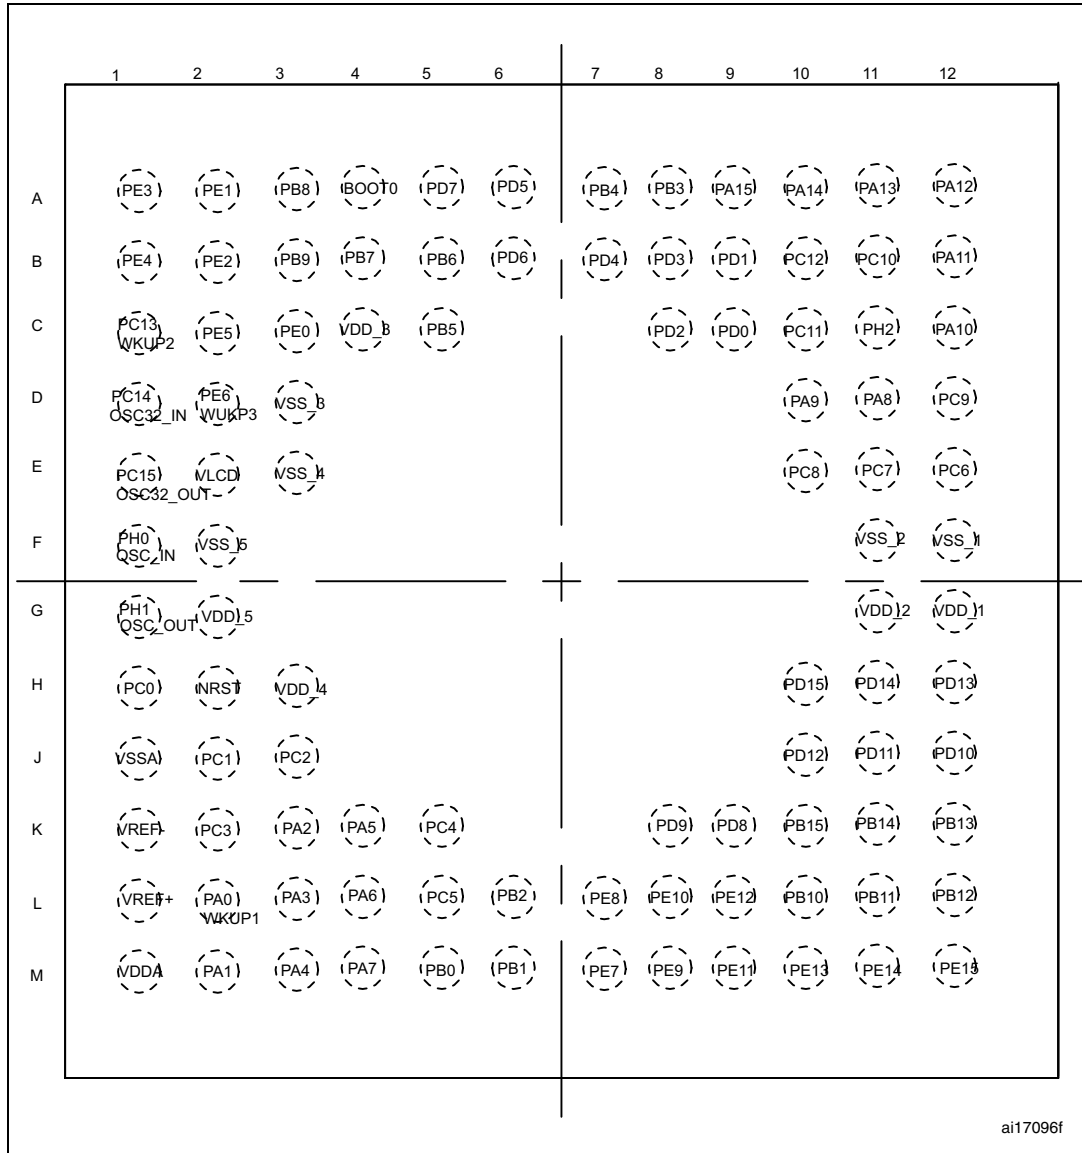 1 2 3 4 5 6 7 8 9 10 11 12
A PE3 PE1 PB8 BOOT0 PD7 PD5 PB4 PB3 PA15 PA14 PA13 PA12
B PE4 PE2 PB9 PB7 PB6 PD6 PD4 PD3 PD1 PC12 PC10 PA11
C PC13 PE5 PE0 VDD_3 PB5 PD2 PD0 PC11 PH2 PA10
WKUP2
D PC14 PE6 VSS_3 PA9 PA8 PC9
OSC32_IN WUKP3
E PC15 VLCD VSS_4 PC8 PC7 PC6
OSC32_OUT
F PH0 VSS_5 VSS_2 VSS_1
OSC_IN
G PH1 VDD_5 VDD_2 VDD_1
OSC_OUT
H PC0 NRST VDD_4 PD15 PD14 PD13
J VSSA PC1 PC2 PD12 PD11 PD10
K VREF- PC3 PA2 PA5 PC4 PD9 PD8 PB15 PB14 PB13
L VREF+ PA0 PA3 PA6 PC5 PB2 PE8 PE10 PE12 PB10 PB11 PB12
WKUP1
M VDDA PA1 PA4 PA7 PB0 PB1 PE7 PE9 PE11 PE13 PE14 PE15
ai17096f